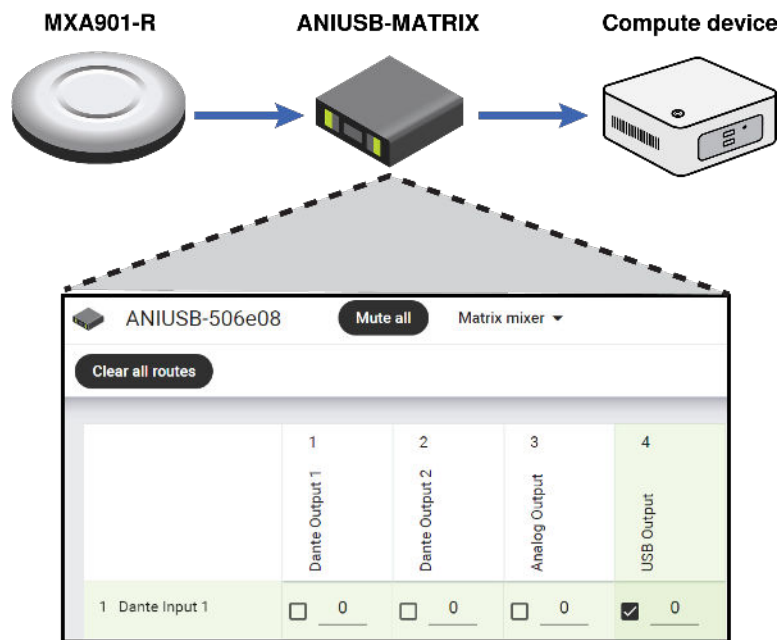 MXA901-R ANIUSB-MATRIX Compute device
ANIUSB-506e08 Mute all Matrix mixer
Clear all routes
1 2 3 4
Dante Output 1 Dante Output 2 Analog Output USB Output
1 Dante Input 1 0 0 0 0